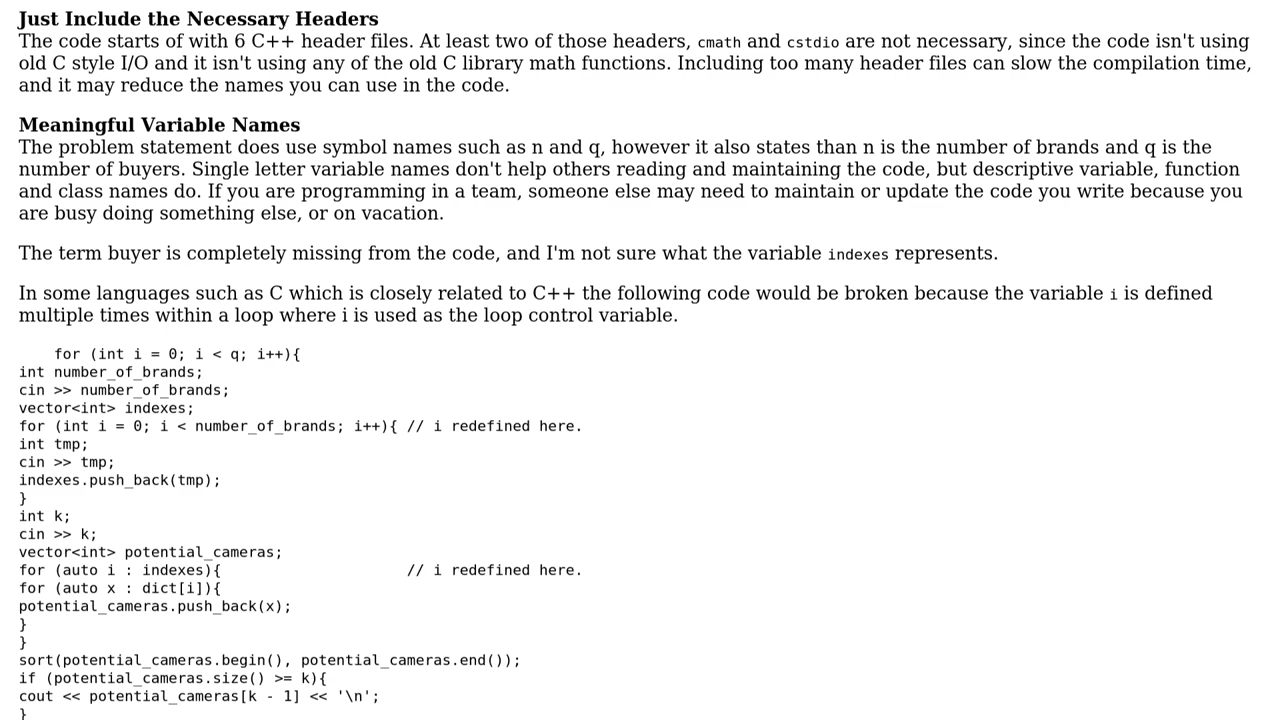 Just Include the Necessary Headers
The code starts of with 6 C++ header files. At least two of those headers, cmath and cstdio are not necessary, since the code isn't using
old C style I/O and it isn't using any of the old C library math functions. Including too many header files can slow the compilation time,
and it may reduce the names you can use in the code.
Meaningful Variable Names
The problem statement does use symbol names such as n and q, however it also states than n is the number of brands and q is the
number of buyers. Single letter variable names don't help others reading and maintaining the code, but descriptive variable, function
and class names do. If you are programming in a team, someone else may need to maintain or update the code you write because you
are busy doing something else, or on vacation.
The term buyer is completely missing from the code, and I'm not sure what the variable indexes represents.
In some languages such as C which is closely related to C++ the following code would be broken because the variable i is defined
multiple times within a loop where i is used as the loop control variable.
for (int i = 0; i < q; i++){
int number_of_brands;
cin >> number_of_brands;
vector<int> indexes;
for (int i = 0; i < number_of_brands; i++){ // i redefined here.
int tmp;
cin >> tmp;
indexes.push_back(tmp);
}
int k;
cin >> k;
vector<int> potential_cameras;
for (auto i : indexes){                     // i redefined here.
for (auto x : dict[i]){
potential_cameras.push_back(x);
}
}
sort(potential_cameras.begin(), potential_cameras.end());
if (potential_cameras.size() >= k){
cout << potential_cameras[k - 1] << '\n';
}